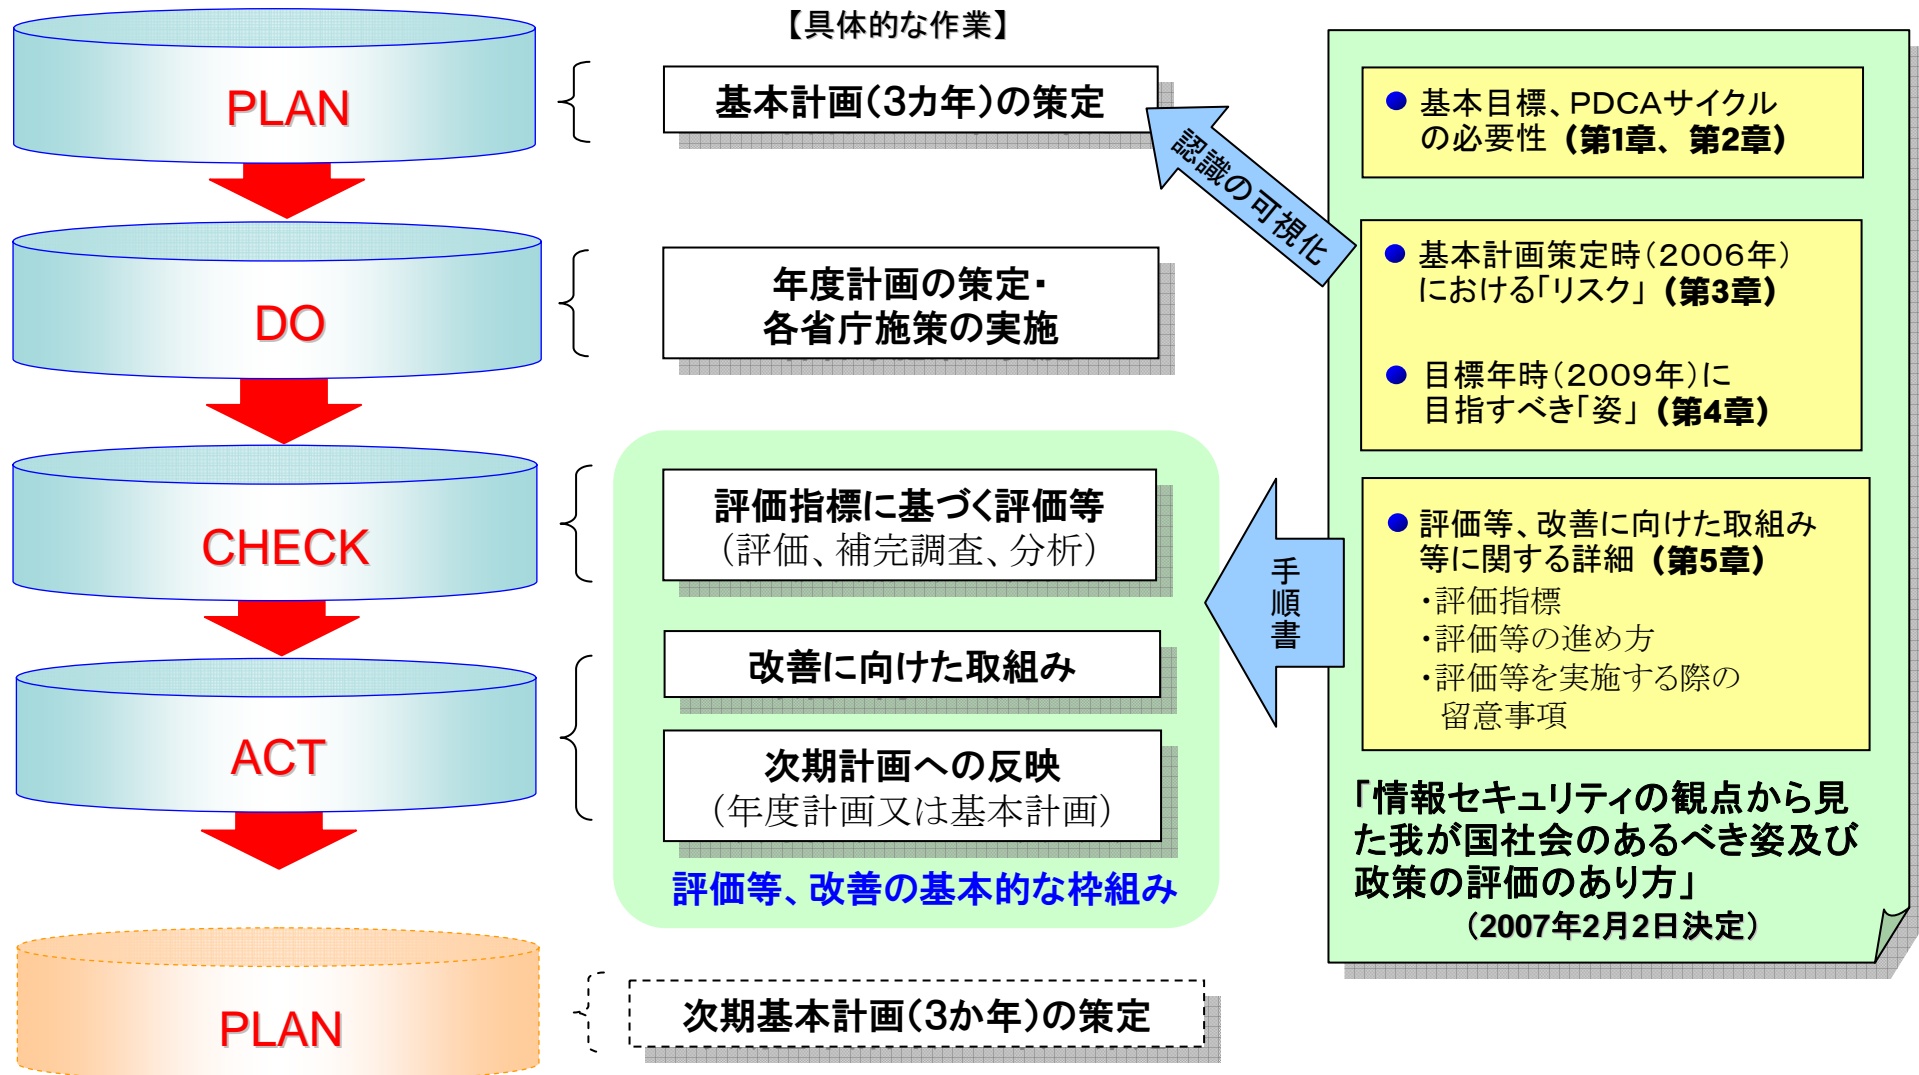 【具体的な作業】
PLAN
基本計画（3カ年）の策定
DO
年度計画の策定・
各省庁施策の実施
CHECK
評価指標に基づく評価等
（評価、補完調査、分析）
ACT
改善に向けた取組み
次期計画への反映
（年度計画又は基本計画）
評価等、改善の基本的な枠組み
PLAN
次期基本計画（3か年）の策定
認識の可視化
手順書
● 基本目標、PDCAサイクル
の必要性（第1章、第2章）
● 基本計画策定時（2006年）
における「リスク」（第3章）
● 目標年時（2009年）に
目指すべき「姿」（第4章）
● 評価等、改善に向けた取組み
等に関する詳細（第5章）
・評価指標
・評価等の進め方
・評価等を実施する際の
留意事項
「情報セキュリティの観点から見
た我が国社会のあるべき姿及び
政策の評価のあり方」
（2007年2月2日決定）